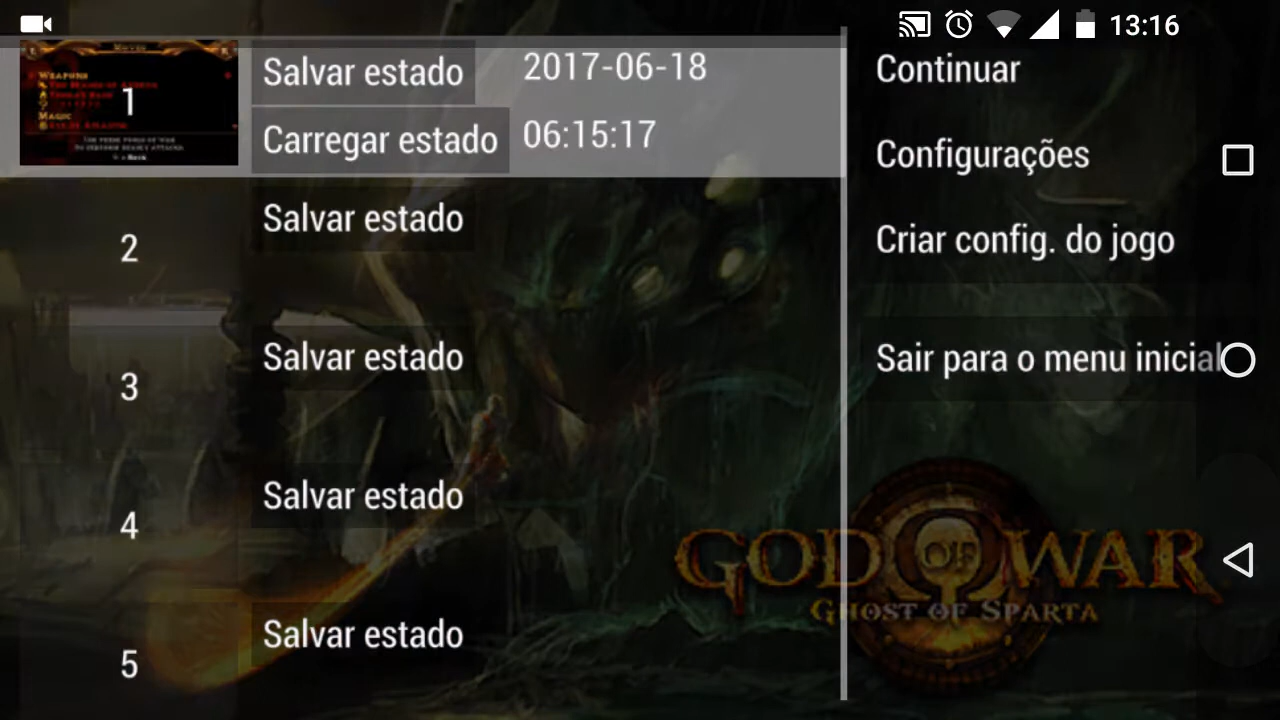 13:16
Salvar estado
2017-06-18
Carregar estado
06:15:17
1
Weapons
Magic
2
Salvar estado
3
Salvar estado
4
Salvar estado
5
Salvar estado
Continuar
Configurações
Criar config. do jogo
Sair para o menu inicial
GOD OF WAR
GHOST OF SPARTA